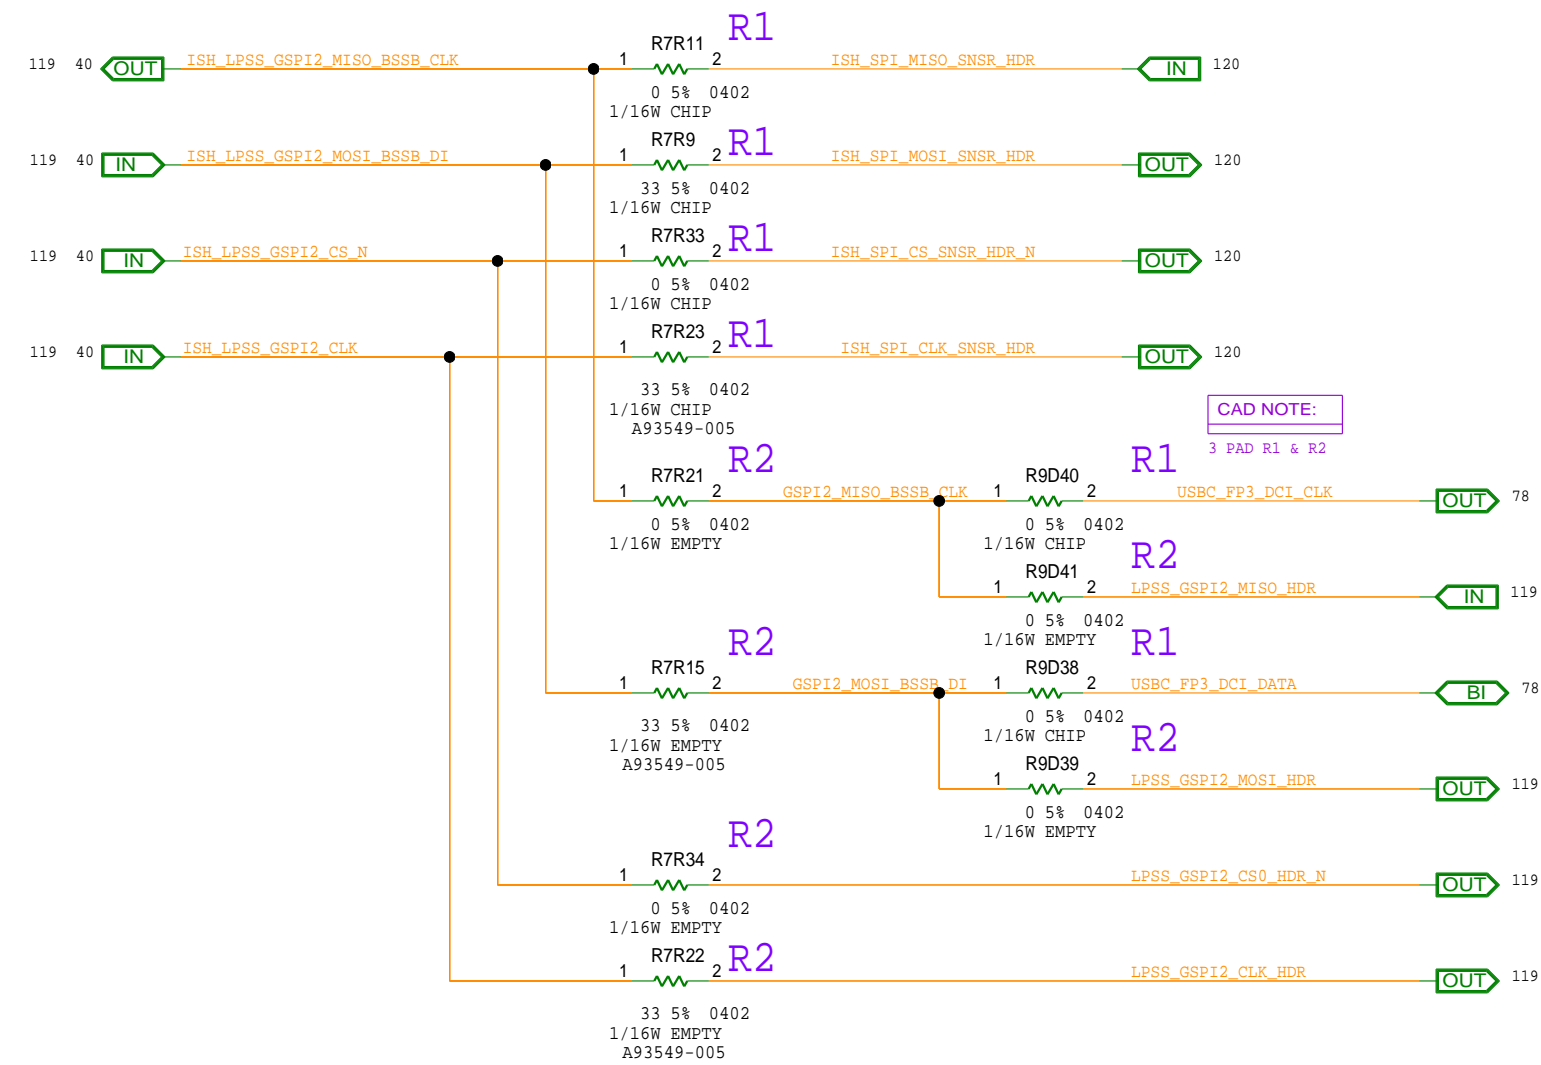 R1
R7R11
119 40 OUT ISH_LPSS_GSPI2_MISO_BSSB_CLK 1 2 ISH_SPI_MISO_SNSR_HDR IN 120
0 5% 0402
1/16W CHIP
R7R9 R1
119 40 IN ISH_LPSS_GSPI2_MOSI_BSSB_DI 1 2 ISH_SPI_MOSI_SNSR_HDR OUT 120
33 5% 0402
1/16W CHIP
R7R33 R1
119 40 IN ISH_LPSS_GSPI2_CS_N 1 2 ISH_SPI_CS_SNSR_HDR_N OUT 120
0 5% 0402
1/16W CHIP
R7R23 R1
119 40 IN ISH_LPSS_GSPI2_CLK 1 2 ISH_SPI_CLK_SNSR_HDR OUT 120
33 5% 0402
1/16W CHIP
A93549-005
CAD NOTE:
3 PAD R1 & R2
R2 R1
R7R21 R9D40
1 2 GSPI2_MISO_BSSB_CLK 1 2 USBC_FP3_DCI_CLK OUT 78
0 5% 0402 0 5% 0402
1/16W EMPTY 1/16W CHIP
R2
R9D41
1 2 LPSS_GSPI2_MISO_HDR IN 119
0 5% 0402
1/16W EMPTY
R2 R1
R7R15 R9D38
1 2 GSPI2_MOSI_BSSB_DI 1 2 USBC_FP3_DCI_DATA BI 78
33 5% 0402 0 5% 0402
1/16W EMPTY 1/16W CHIP
A93549-005
R2
R9D39
1 2 LPSS_GSPI2_MOSI_HDR OUT 119
0 5% 0402
1/16W EMPTY
R2
R7R34
1 2 LPSS_GSPI2_CS0_HDR_N OUT 119
0 5% 0402
1/16W EMPTY
R7R22 R2
1 2 LPSS_GSPI2_CLK_HDR OUT 119
33 5% 0402
1/16W EMPTY
A93549-005